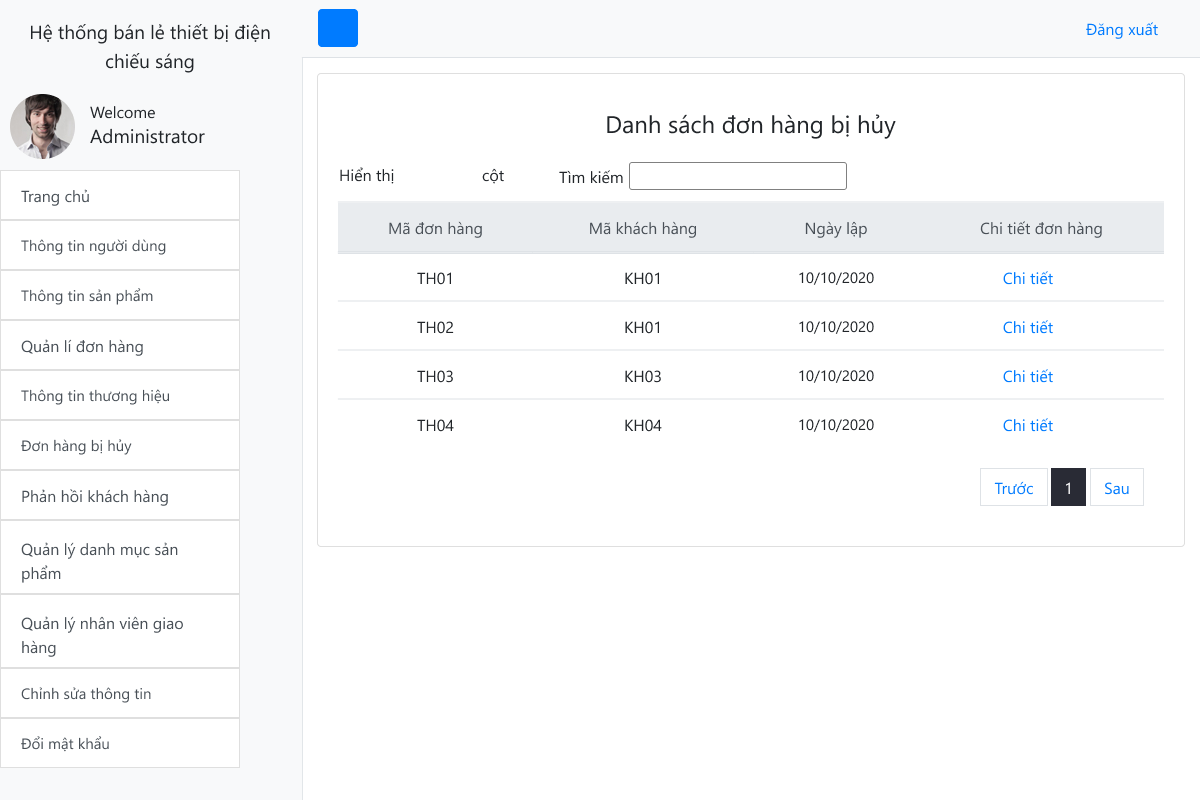 Hệ thống bán lẻ thiết bị điện
chiếu sáng
Welcome
Administrator
Trang chủ
Thông tin người dùng
Thông tin sản phẩm
Quản lí đơn hàng
Thông tin thương hiệu
Đơn hàng bị hủy
Phản hồi khách hàng
Quản lý danh mục sản
phẩm
Quản lý nhân viên giao
hàng
Chỉnh sửa thông tin
Đổi mật khẩu
Đăng xuất
Danh sách đơn hàng bị hủy
Hiển thị cột Tìm kiếm
Mã đơn hàng Mã khách hàng Ngày lập Chi tiết đơn hàng
TH01 KH01 10/10/2020 Chi tiết
TH02 KH01 10/10/2020 Chi tiết
TH03 KH03 10/10/2020 Chi tiết
TH04 KH04 10/10/2020 Chi tiết
Trước 1 Sau